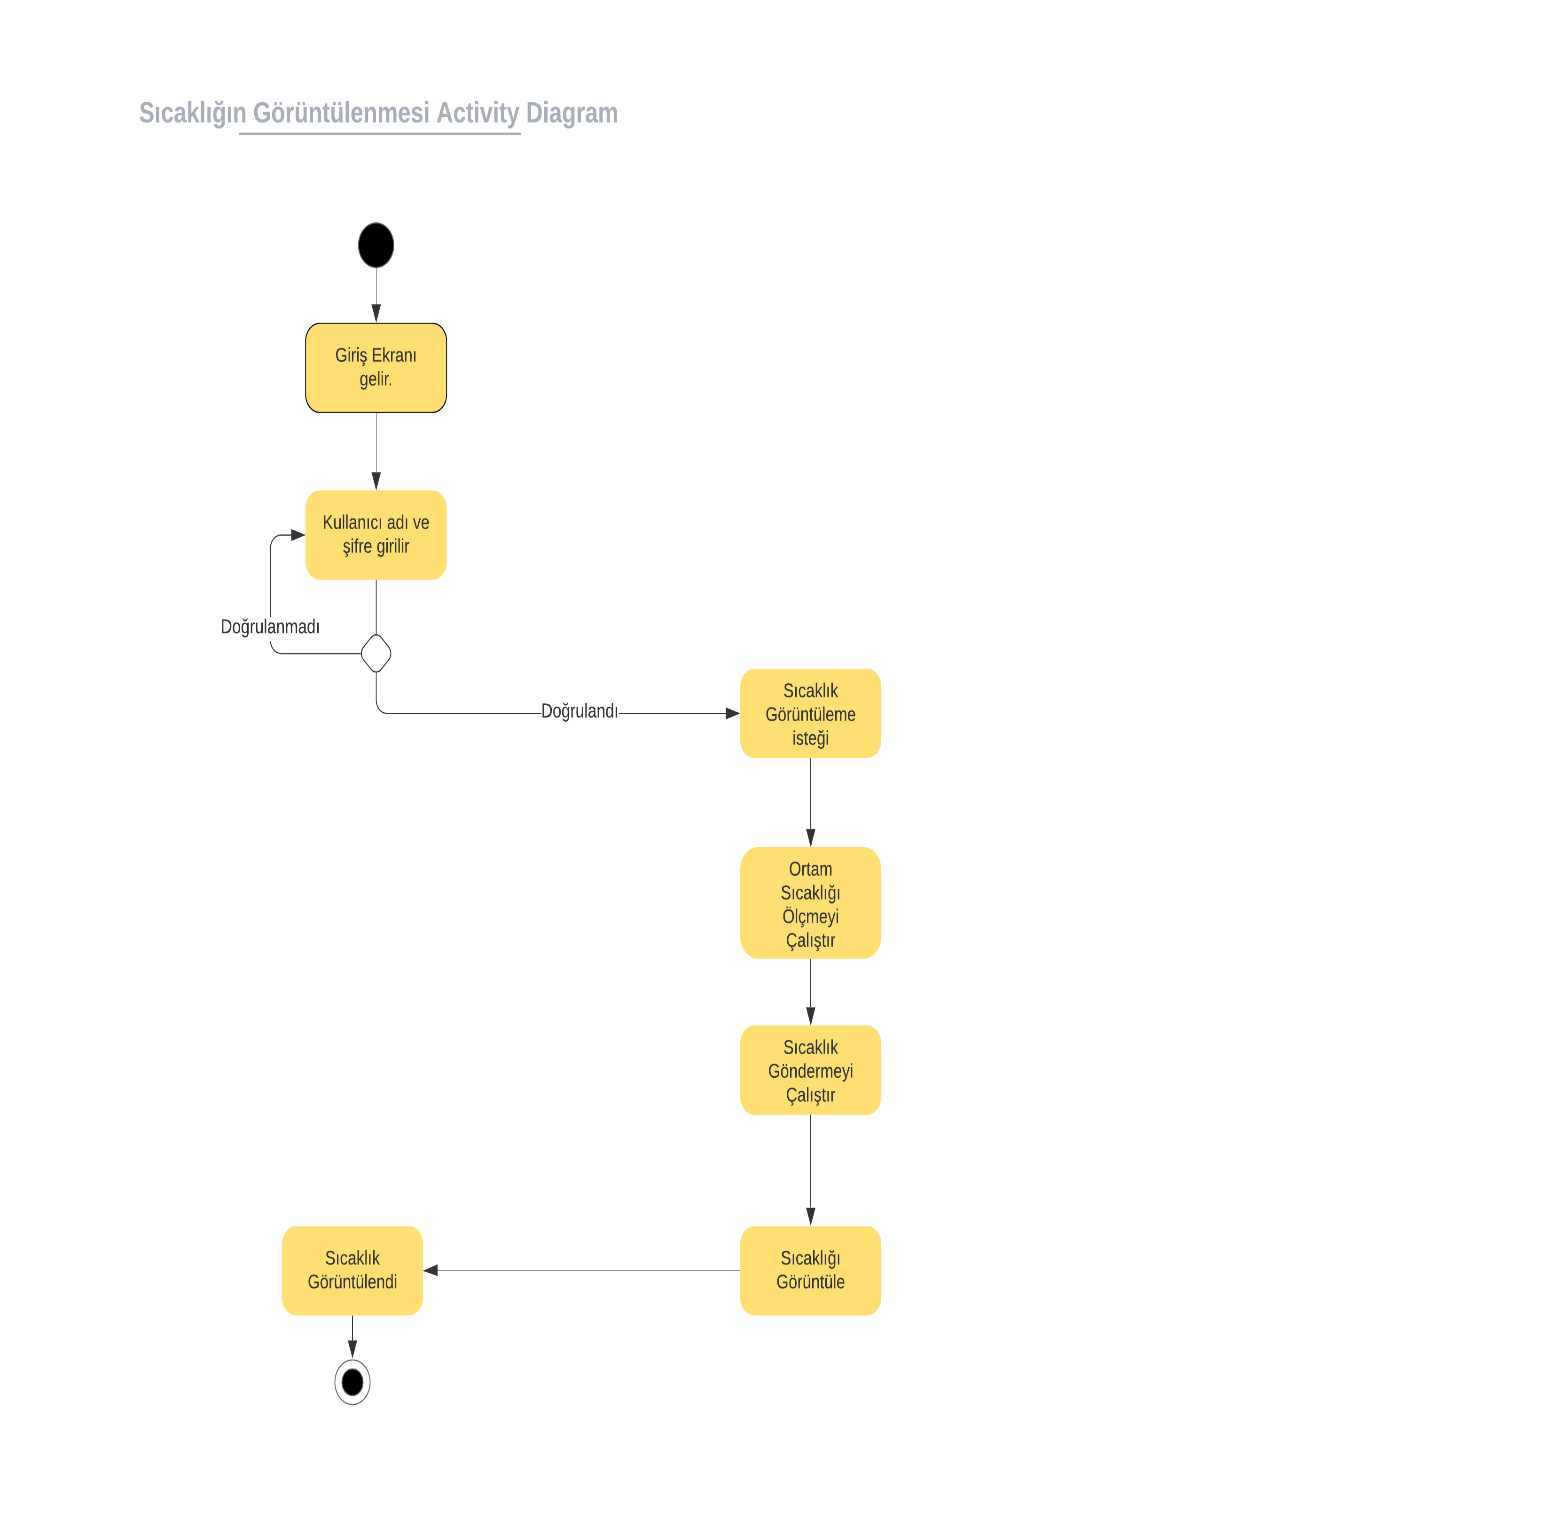 Sıcaklığın Görüntülenmesi Activity Diagram
Giriş Ekranı
gelir.
Kullanıcı adı ve
şifre girilir
Doğrulanmadı
Doğrulandı
Sıcaklık
Görüntüleme
isteği
Ortam
Sıcaklığı
Ölçmeyi
Çalıştır
Sıcaklık
Göndermeyi
Çalıştır
Sıcaklığı
Görüntüle
Sıcaklık
Görüntülendi